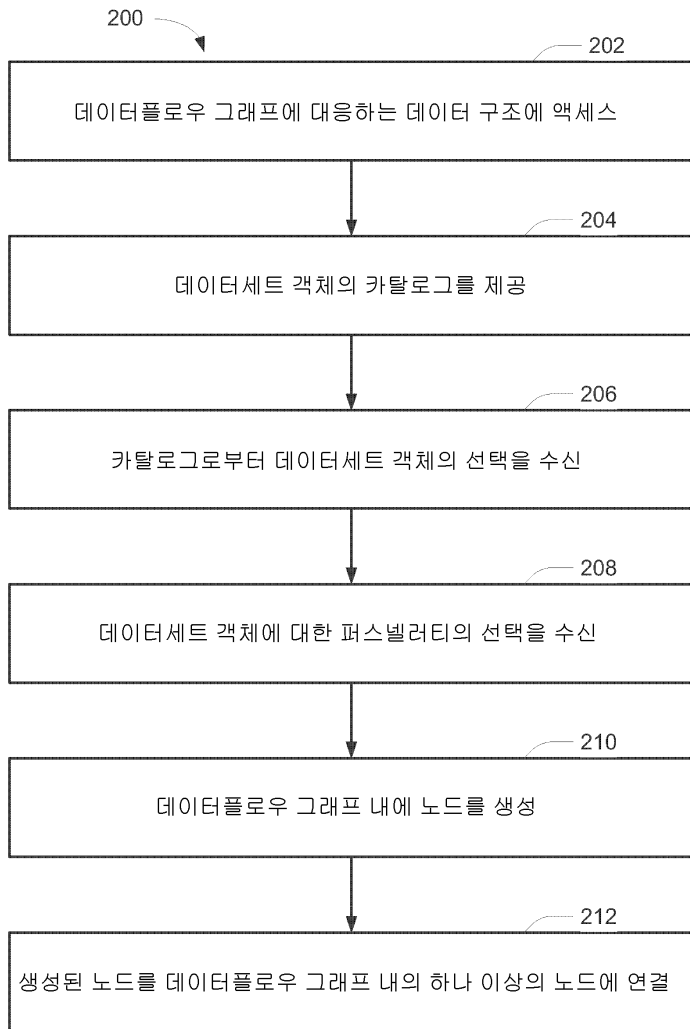 200
202
데이터플로우 그래프에 대응하는 데이터 구조에 액세스
204
데이터세트 객체의 카탈로그를 제공
206
카탈로그로부터 데이터세트 객체의 선택을 수신
208
데이터세트 객체에 대한 퍼스넬러티의 선택을 수신
210
데이터플로우 그래프 내에 노드를 생성
212
생성된 노드를 데이터플로우 그래프 내의 하나 이상의 노드에 연결